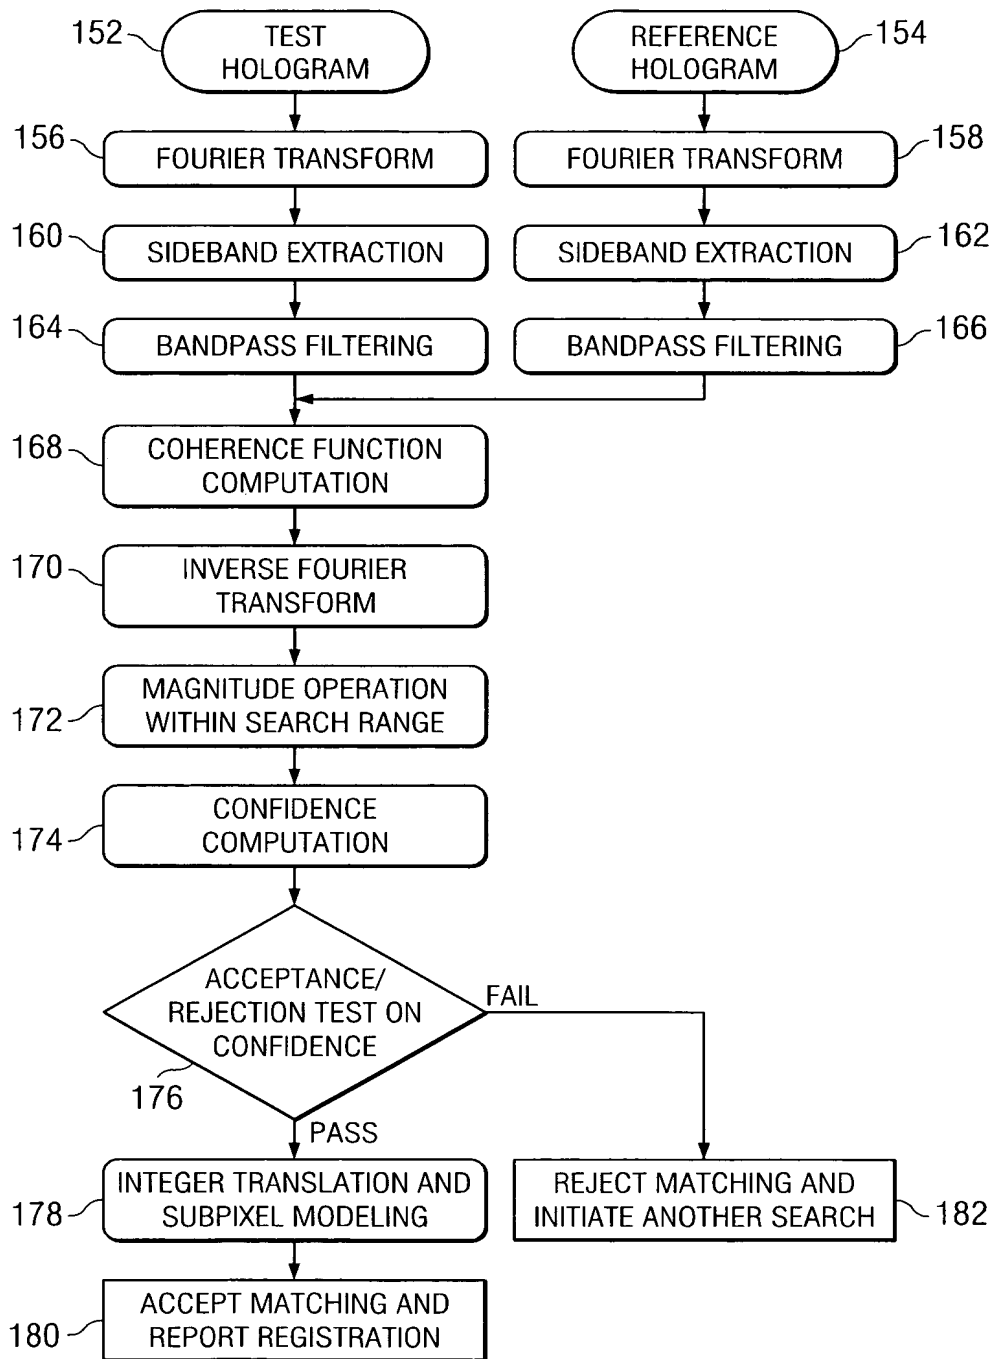 152
TEST
HOLOGRAM
REFERENCE
HOLOGRAM
154
156
FOURIER TRANSFORM
FOURIER TRANSFORM
158
160
SIDEBAND EXTRACTION
SIDEBAND EXTRACTION
162
164
BANDPASS FILTERING
BANDPASS FILTERING
166
168
COHERENCE FUNCTION
COMPUTATION
170
INVERSE FOURIER
TRANSFORM
172
MAGNITUDE OPERATION
WITHIN SEARCH RANGE
174
CONFIDENCE
COMPUTATION
ACCEPTANCE/
REJECTION TEST ON
CONFIDENCE
FAIL
176
PASS
178
INTEGER TRANSLATION AND
SUBPIXEL MODELING
REJECT MATCHING AND
INITIATE ANOTHER SEARCH
182
180
ACCEPT MATCHING AND
REPORT REGISTRATION